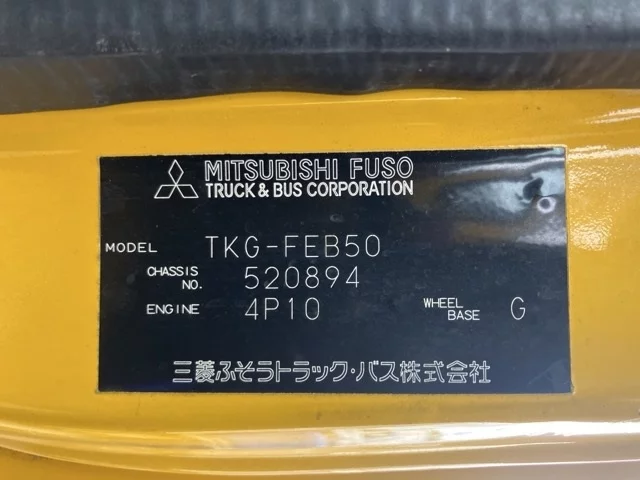 MITSUBISHI FUSO
TRUCK & BUS CORPORATION
MODEL TKG-FEB50
CHASSIS NO. 520894
ENGINE 4P10 WHEEL BASE G
三菱ふそうトラック・バス株式会社